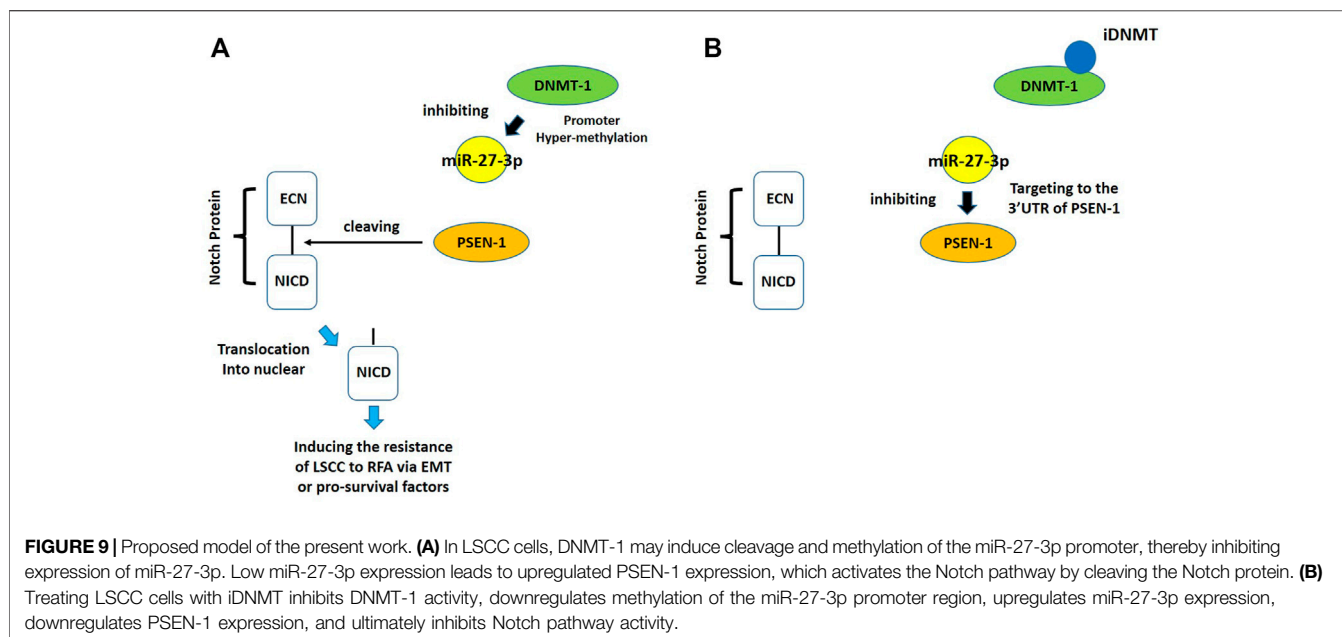 A
DNMT-1
inhibiting
Promoter
Hyper-methylation
miR-27-3p
Notch Protein
ECN
cleaving
PSEN-1
NICD
Translocation
Into nuclear
NICD
Inducing the resistance
of LSCC to RFA via EMT
or pro-survival factors
B
iDNMT
DNMT-1
miR-27-3p
inhibiting
Targeting to the
3'UTR of PSEN-1
Notch Protein
ECN
PSEN-1
NICD
FIGURE 9 | Proposed model of the present work. (A) In LSCC cells, DNMT-1 may induce cleavage and methylation of the miR-27-3p promoter, thereby inhibiting
expression of miR-27-3p. Low miR-27-3p expression leads to upregulated PSEN-1 expression, which activates the Notch pathway by cleaving the Notch protein. (B)
Treating LSCC cells with iDNMT inhibits DNMT-1 activity, downregulates methylation of the miR-27-3p promoter region, upregulates miR-27-3p expression,
downregulates PSEN-1 expression, and ultimately inhibits Notch pathway activity.